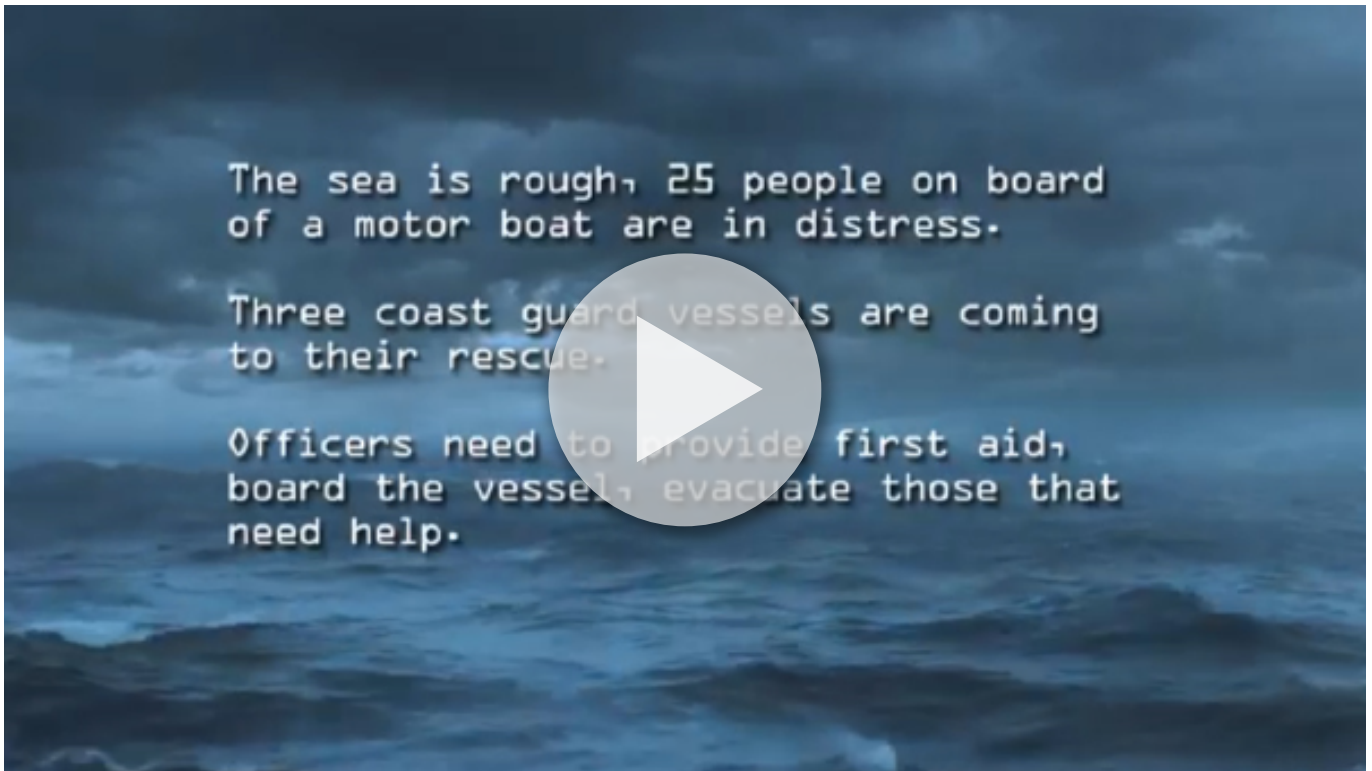 The sea is rough, 25 people on board
of a motor boat are in distress.
Three coast guard vessels are coming
to their rescue.
Officers need to provide first aid,
board the vessel, evacuate those that
need help.